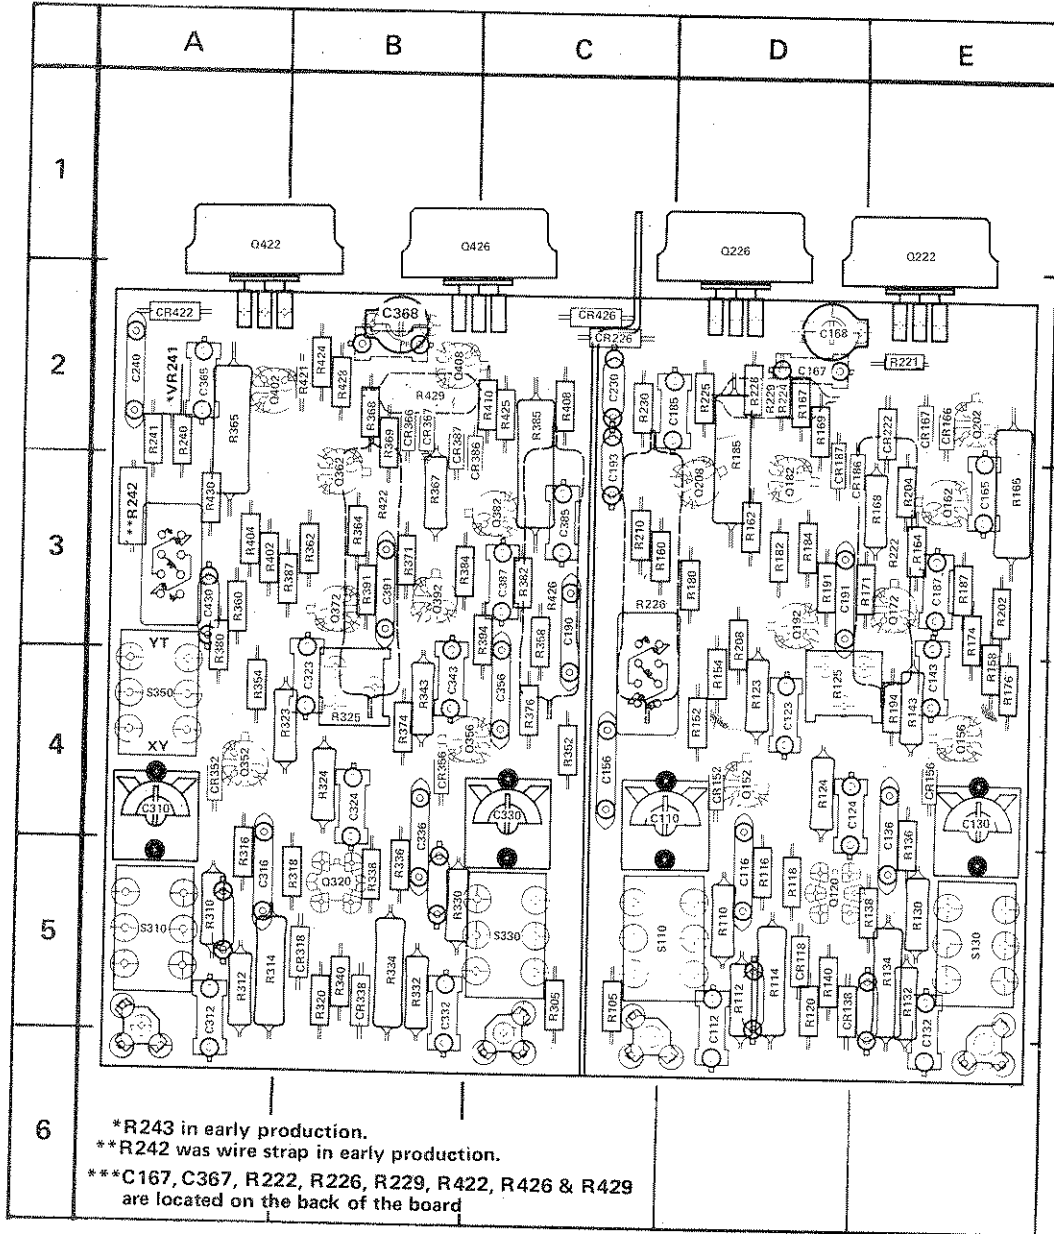 A B C D E
1
Q422 Q426 Q226 Q222
2
CR422 C368 CR426 CR226 C168
C240 *VR241 C365 Q402 R421 R424 R428 Q408 C230 R225 R228 C167 R221
R241 R240 R365 R368 R369 R429 CR366 CR367 CR387 CR386 R410 R425 R385 R408 R230 C185 R229 R224 R167 R169 CR187 CR222 CR167 CR166 Q202
3
**R242 R430 Q362 R422 R367 Q382 C385 C193 Q208 R185 Q182 CR186 R168 R204 Q162 C165 R165
R404 R402 R387 R362 R364 R371 R384 C387 R382 R210 R160 R162 R182 R184 R222 R164
C430 R360 R391 C391 Q372 Q392 R426 R180 R191 C191 R171 Q172 C187 R187 R202
R380 R394 R358 C190 R226 R208 Q192 R174
4
YT
S350
XY
R354 R323 C323 R325 R374 R343 C343 C356 R376 R352 R154 R152 R123 C123 R125 R194 R143 C143 R158 R176
CR352 Q352 R324 C324 CR356 Q356 C156 CR152 Q152 R124 C124 CR156 Q156
C310 C336 C330 C110 C136 C130
5
R316 C316 R318 Q320 R338 R336 R330 C116 R116 R118 Q120 R138 R136 R130
S310 R310 R312 R314 CR318 R334 R332 S330 S110 R110 R112 R114 CR118 R134 R132 S130
C312 R320 R340 CR338 C332 R305 R105 C112 R120 R140 CR138 C132
6
*R243 in early production.
**R242 was wire strap in early production.
***C167, C367, R222, R226, R229, R422, R426 & R429
are located on the back of the board